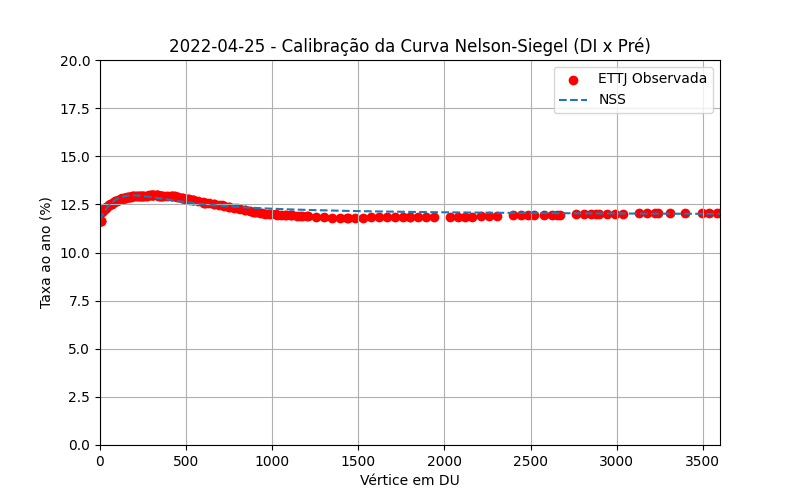 2022-04-25 - Calibração da Curva Nelson-Siegel (DI x Pré)
ETTJ Observada
NSS
Taxa ao ano (%)
20.0
17.5
15.0
12.5
10.0
7.5
5.0
2.5
0.0
0 500 1000 1500 2000 2500 3000 3500
Vértice em DU